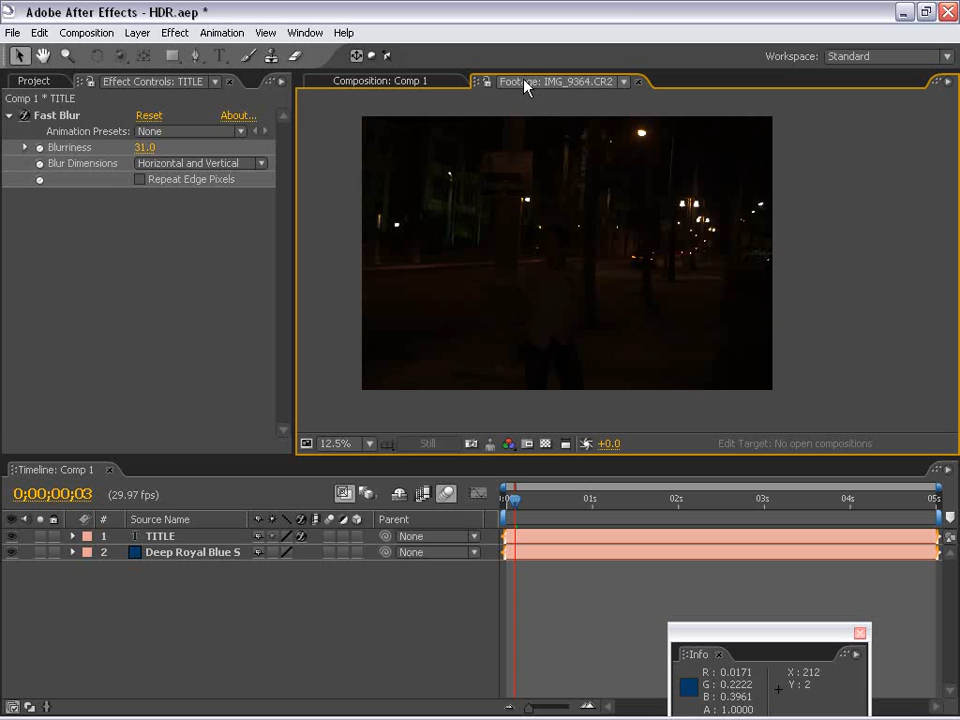 Adobe After Effects - HDR.aep *
File Edit Composition Layer Effect Animation View Window Help
Workspace: Standard
Project Effect Controls: TITLE
Composition: Comp 1 Footage: IMG_9364.CR2
Comp 1 * TITLE
Fast Blur Reset About...
Animation Presets: None
Blurriness 31.0
Blur Dimensions Horizontal and Vertical
Repeat Edge Pixels
12.5% Still +0.0 Edit Target: No open compositions
Timeline: Comp 1
0;00;00;03 (29.97 fps)
01s 02s 03s 04s 05s
# Source Name Parent
1 T TITLE None
2 Deep Royal Blue S None
Info
R : 0.0171 X : 212
G : 0.2222 Y : 2
B : 0.3961
A : 1.0000